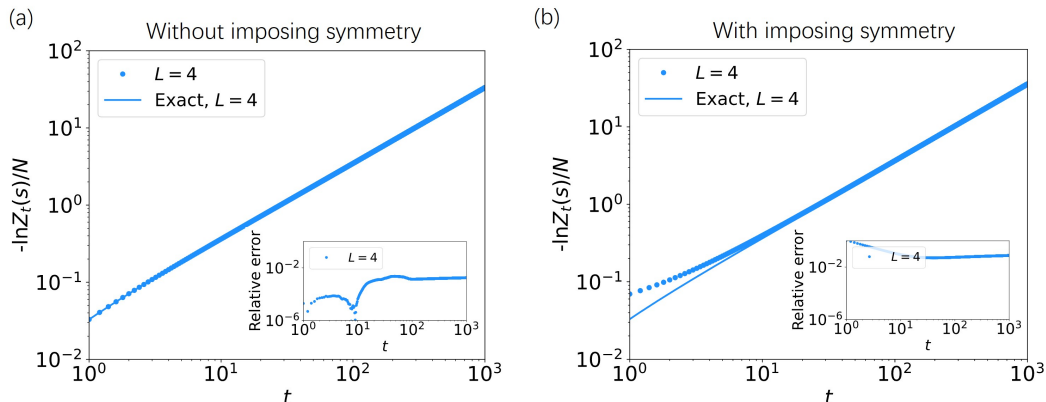 (a)
Without imposing symmetry
-lnZ_t(s)/N
10^2
10^1
10^0
10^{-1}
10^{-2}
L = 4
Exact, L = 4
Relative error
10^{-2}
10^{-6}
L = 4
10^0 10^1 10^2 10^3
t
10^0 10^1 10^2 10^3
t
(b)
With imposing symmetry
-lnZ_t(s)/N
10^2
10^1
10^0
10^{-1}
10^{-2}
L = 4
Exact, L = 4
Relative error
10^{-2}
10^{-6}
L = 4
10^0 10^1 10^2 10^3
t
10^0 10^1 10^2 10^3
t